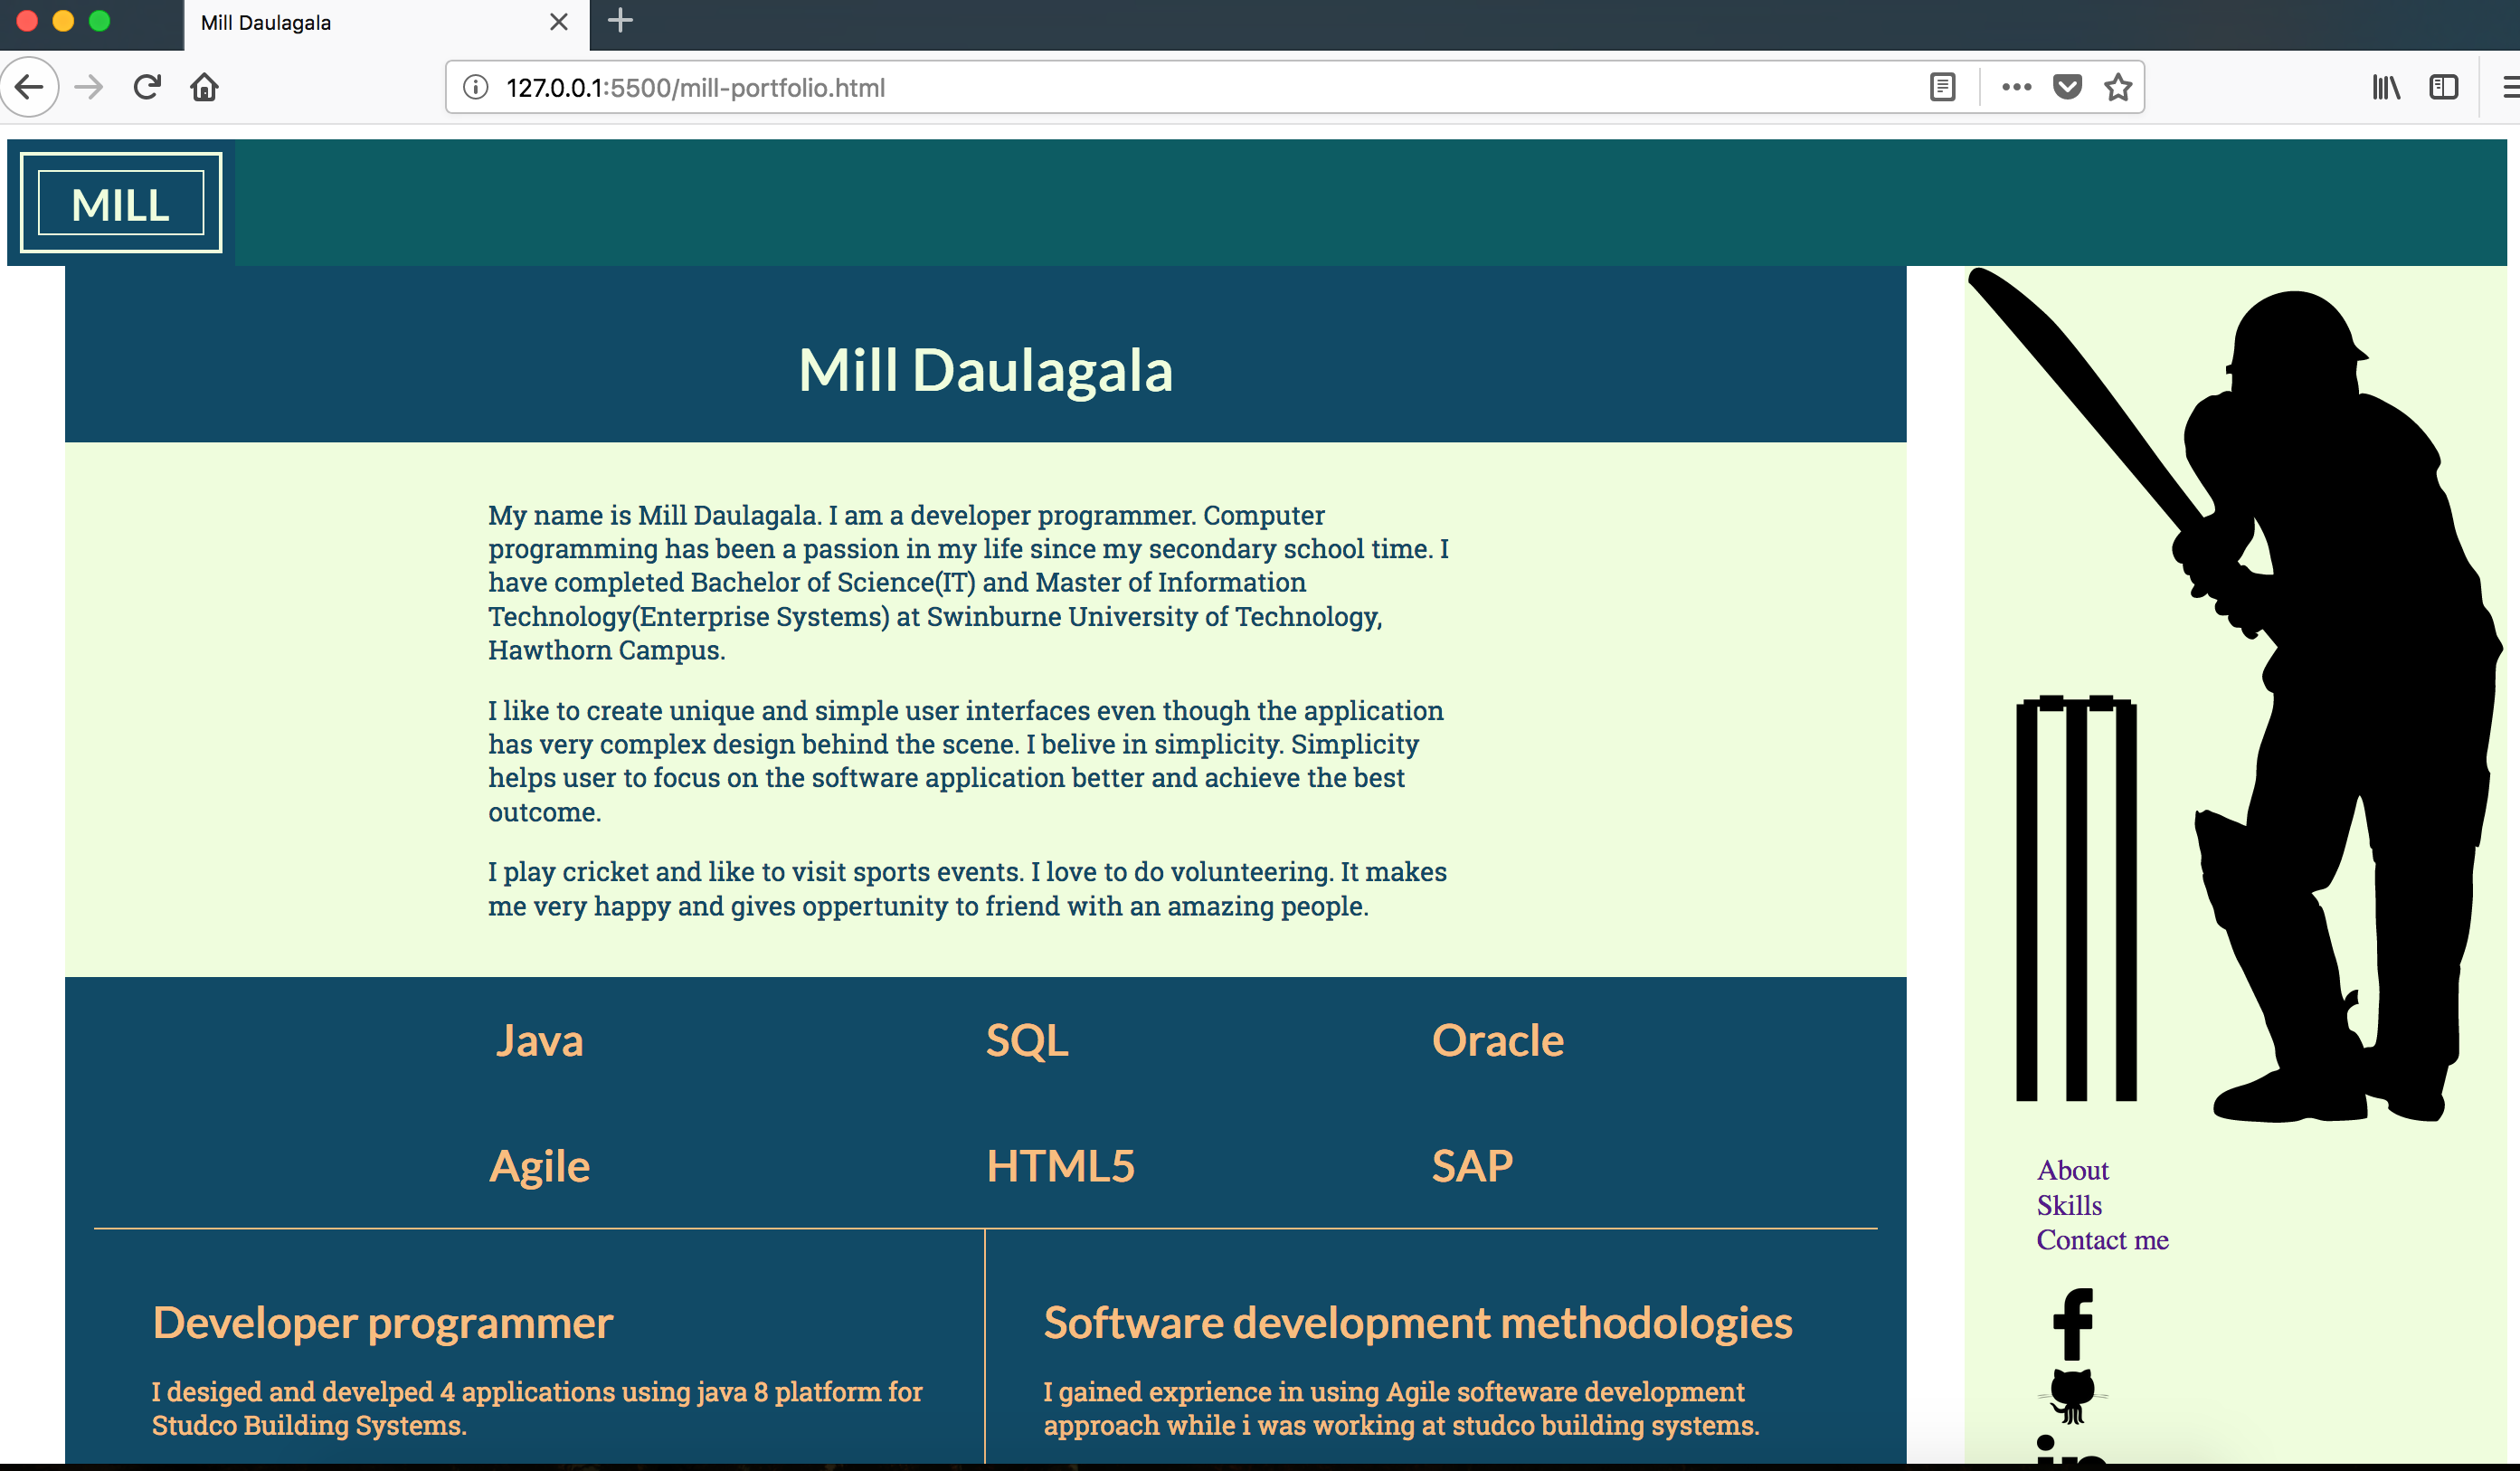 Mill Daulagala
127.0.0.1:5500/mill-portfolio.html
MILL
Mill Daulagala
My name is Mill Daulagala. I am a developer programmer. Computer
programming has been a passion in my life since my secondary school time. I
have completed Bachelor of Science(IT) and Master of Information
Technology(Enterprise Systems) at Swinburne University of Technology,
Hawthorn Campus.
I like to create unique and simple user interfaces even though the application
has very complex design behind the scene. I belive in simplicity. Simplicity
helps user to focus on the software application better and achieve the best
outcome.
I play cricket and like to visit sports events. I love to do volunteering. It makes
me very happy and gives oppertunity to friend with an amazing people.
Java
SQL
Oracle
Agile
HTML5
SAP
Developer programmer
I desiged and develped 4 applications using java 8 platform for
Studco Building Systems.
Software development methodologies
I gained exprience in using Agile softeware development
approach while i was working at studco building systems.
About
Skills
Contact me